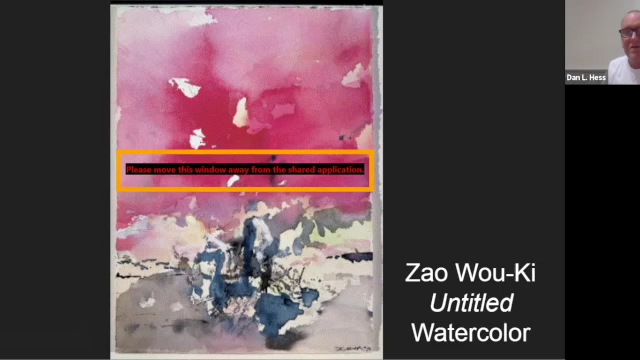 Please move this window away from the shared application.
Dan L. Hess
Zao Wou-Ki
Untitled
Watercolor